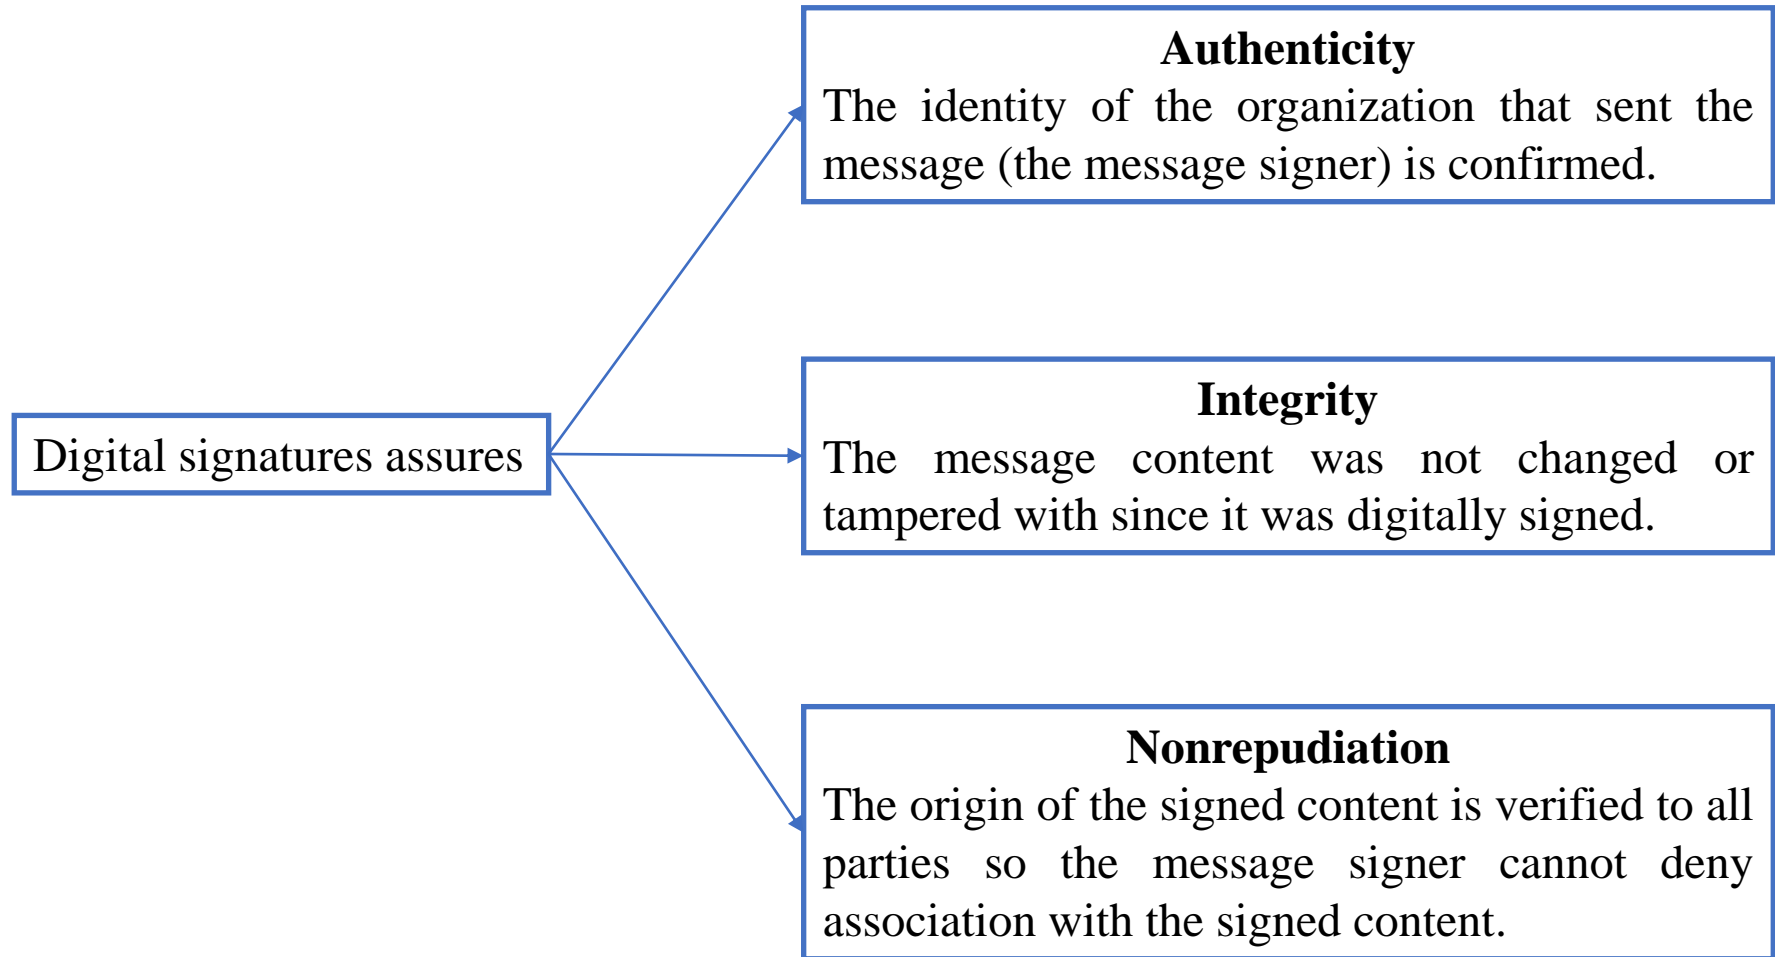 Authenticity
The identity of the organization that sent the
message (the message signer) is confirmed.
Digital signatures assures
Integrity
The message content was not changed or
tampered with since it was digitally signed.
Nonrepudiation
The origin of the signed content is verified to all
parties so the message signer cannot deny
association with the signed content.